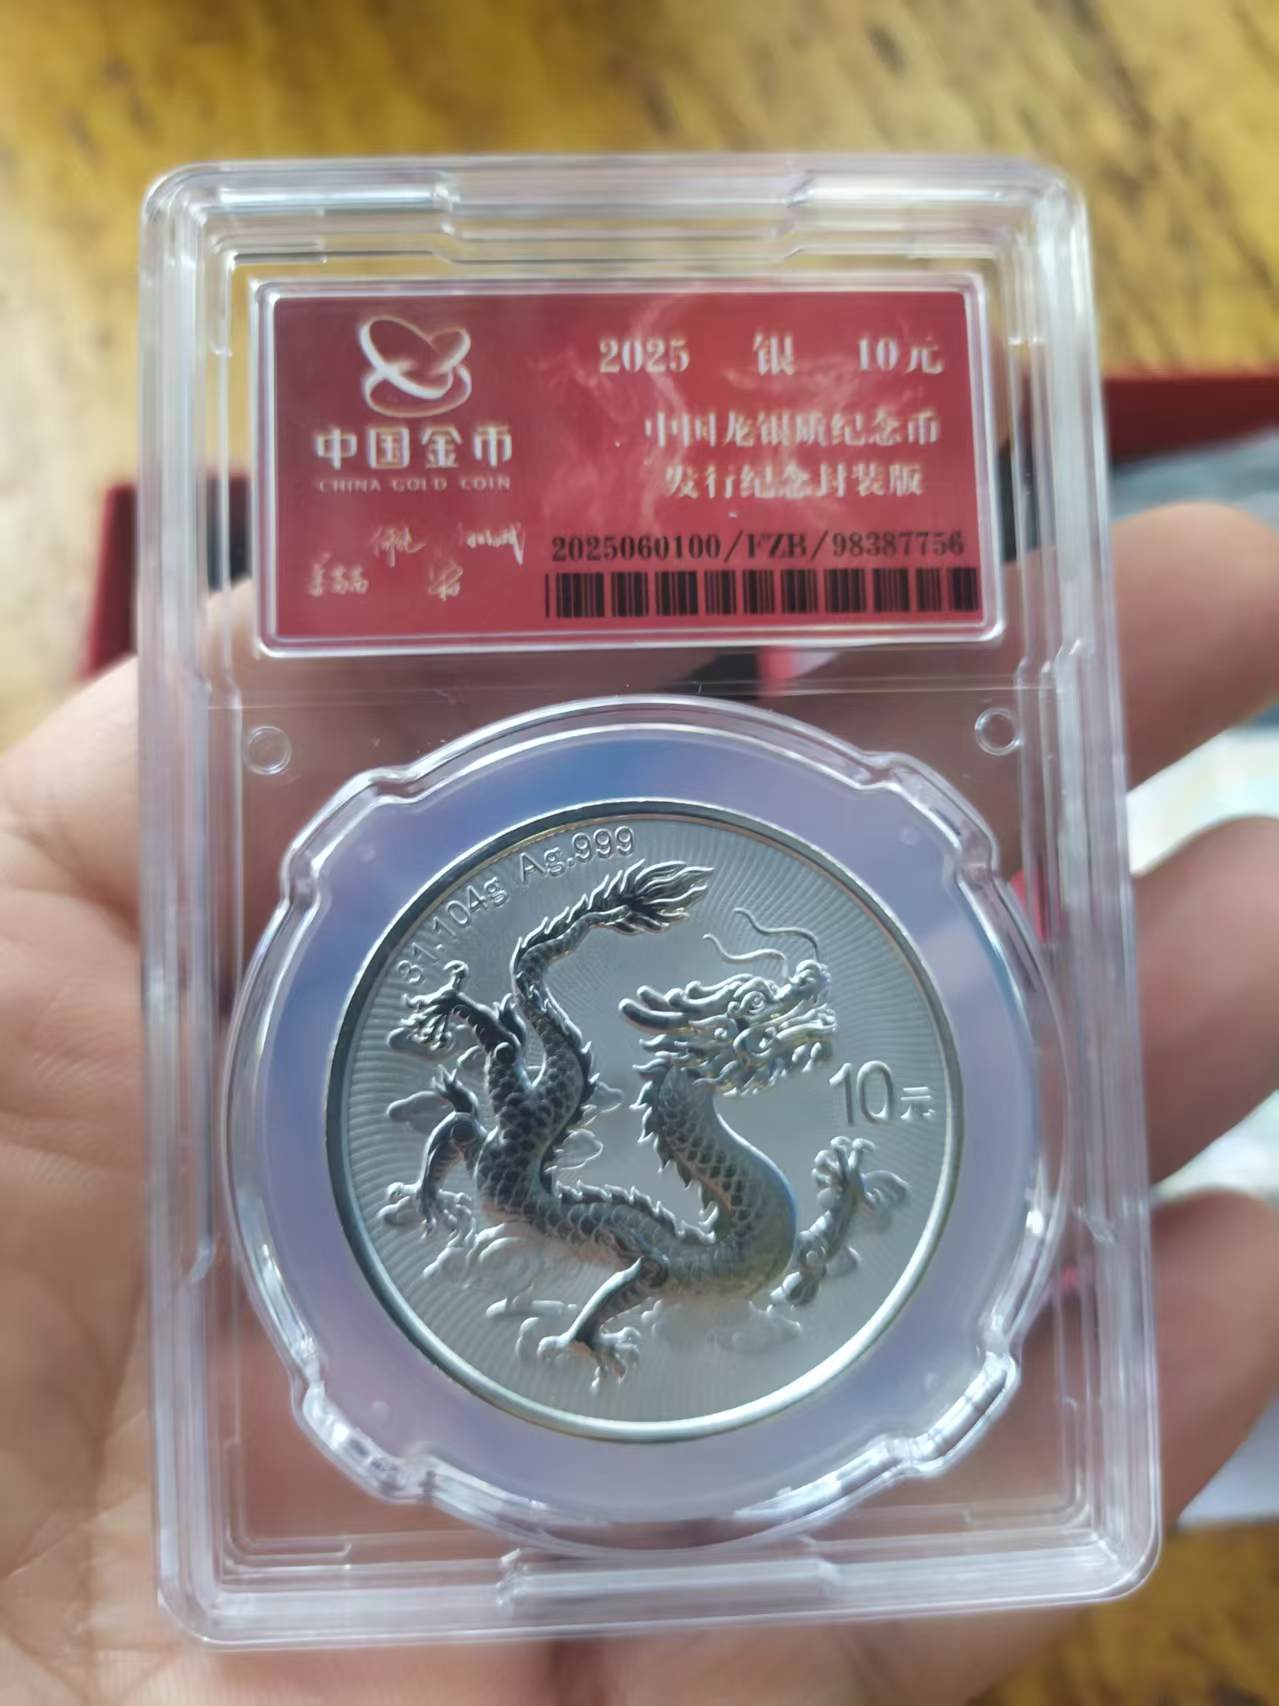 2025 银 10元
中国金币
CHINA GOLD COIN
中国龙银质纪念币
发行纪念封装版
2025060100/FZB/98387756
31.104g Ag.999
10元